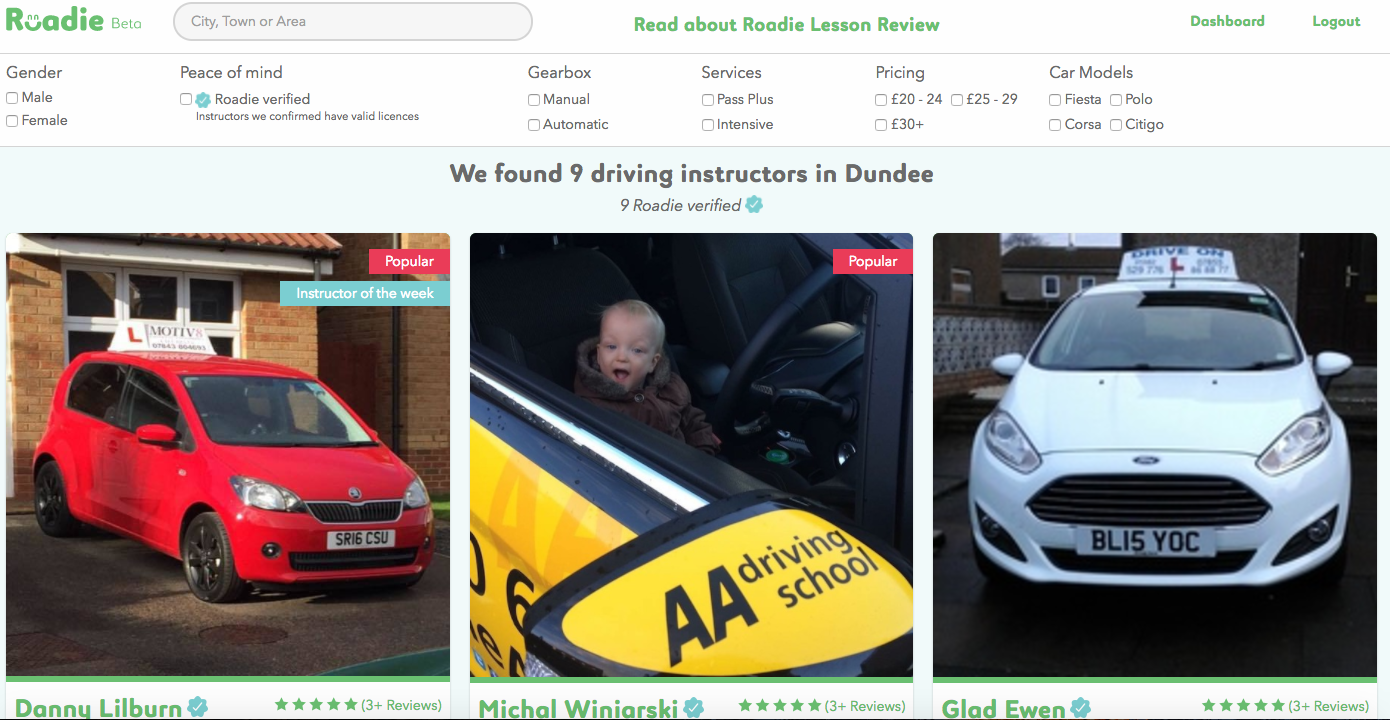 Roadie Beta
City, Town or Area
Read about Roadie Lesson Review
Dashboard
Logout
Gender
Male
Female
Peace of mind
Roadie verified
Instructors we confirmed have valid licences
Gearbox
Manual
Automatic
Services
Pass Plus
Intensive
Pricing
£20 - 24 £25 - 29
£30+
Car Models
Fiesta Polo
Corsa Citigo
We found 9 driving instructors in Dundee
9 Roadie verified
Popular
Instructor of the week
L MOTIV8
SR16 CSU
Danny Lilburn
(3+ Reviews)
Popular
AA driving
school
Michal Winiarski
(3+ Reviews)
DRIVE ON
L
BL15 YOC
Glad Ewen
(3+ Reviews)